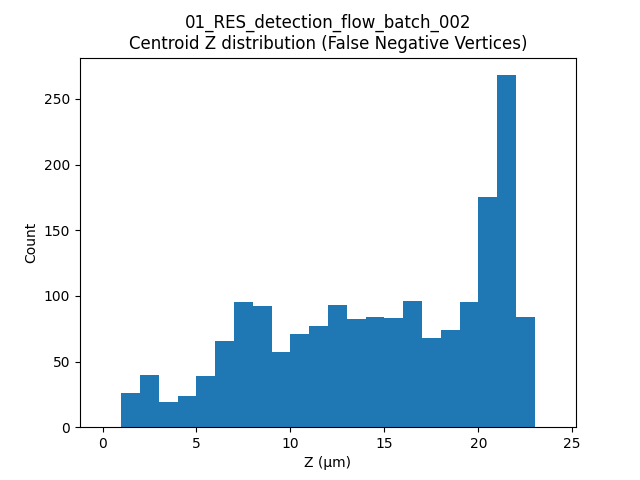 01_RES_detection_flow_batch_002
Centroid Z distribution (False Negative Vertices)
250
200
150
100
50
0
Count
0 5 10 15 20 25
Z (μm)